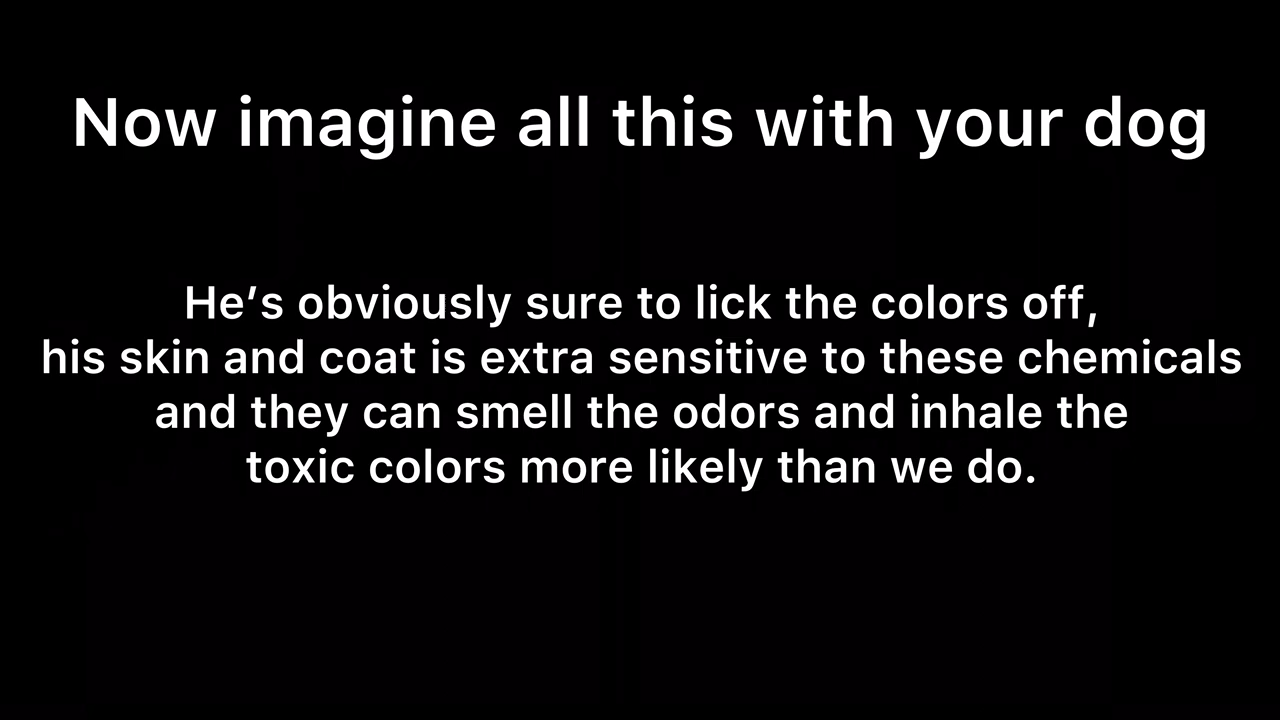 Now imagine all this with your dog
He’s obviously sure to lick the colors off,
his skin and coat is extra sensitive to these chemicals
and they can smell the odors and inhale the
toxic colors more likely than we do.